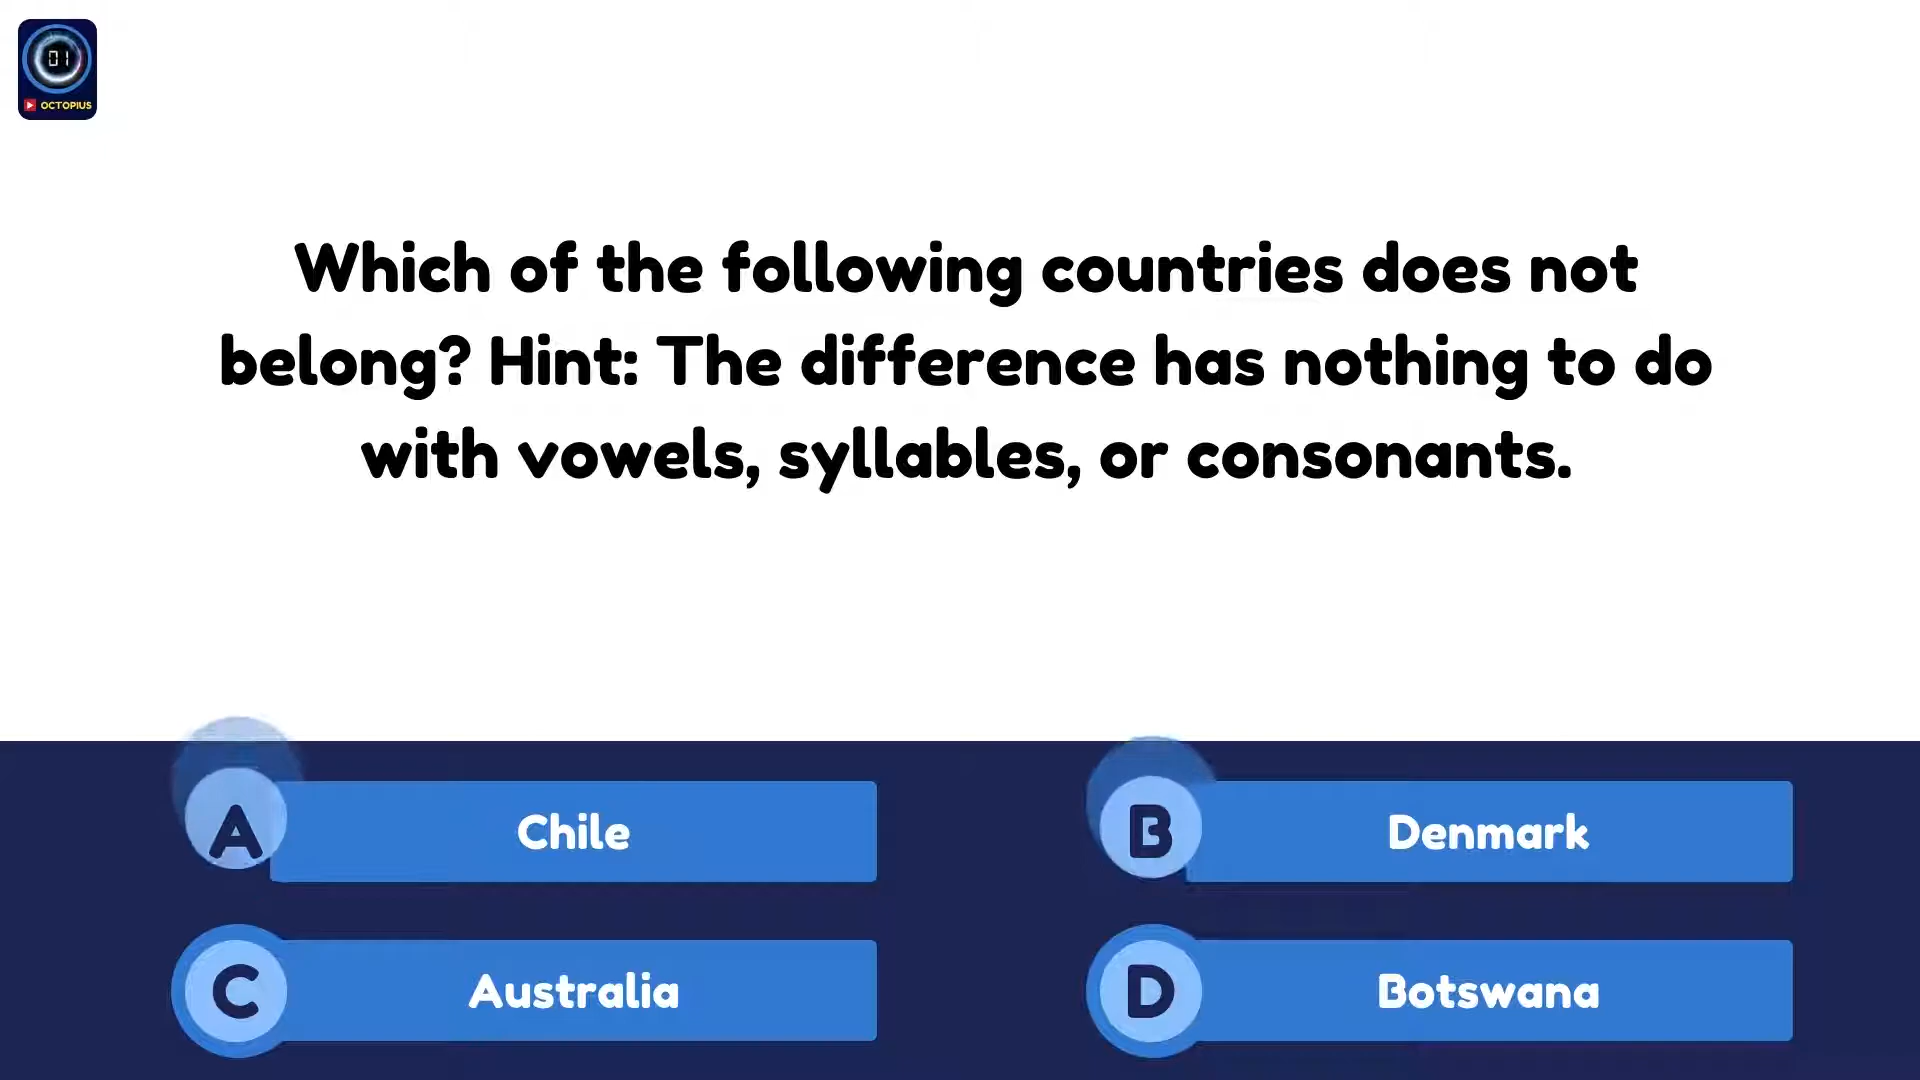 01
OCTOPIUS
Which of the following countries does not
belong? Hint: The difference has nothing to do
with vowels, syllables, or consonants.
A Chile
B Denmark
C Australia
D Botswana